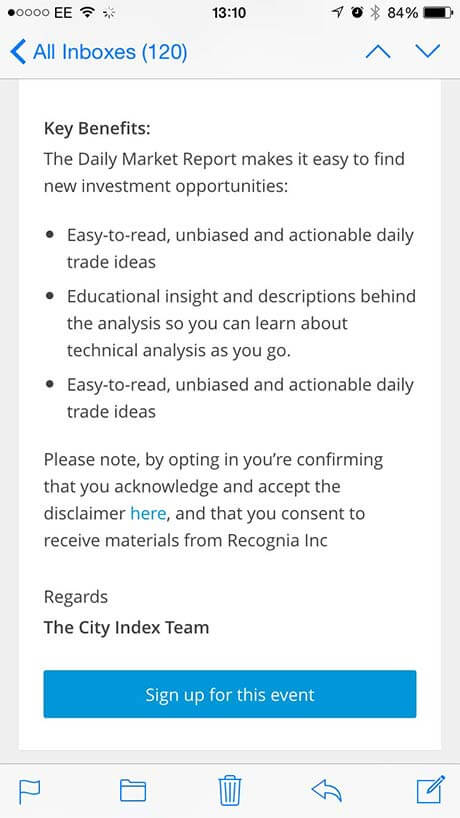 EE 13:10 84%
All Inboxes (120)
Key Benefits:
The Daily Market Report makes it easy to find
new investment opportunities:
Easy-to-read, unbiased and actionable daily
trade ideas
Educational insight and descriptions behind
the analysis so you can learn about
technical analysis as you go.
Easy-to-read, unbiased and actionable daily
trade ideas
Please note, by opting in you’re confirming
that you acknowledge and accept the
disclaimer here, and that you consent to
receive materials from Recognia Inc
Regards
The City Index Team
Sign up for this event